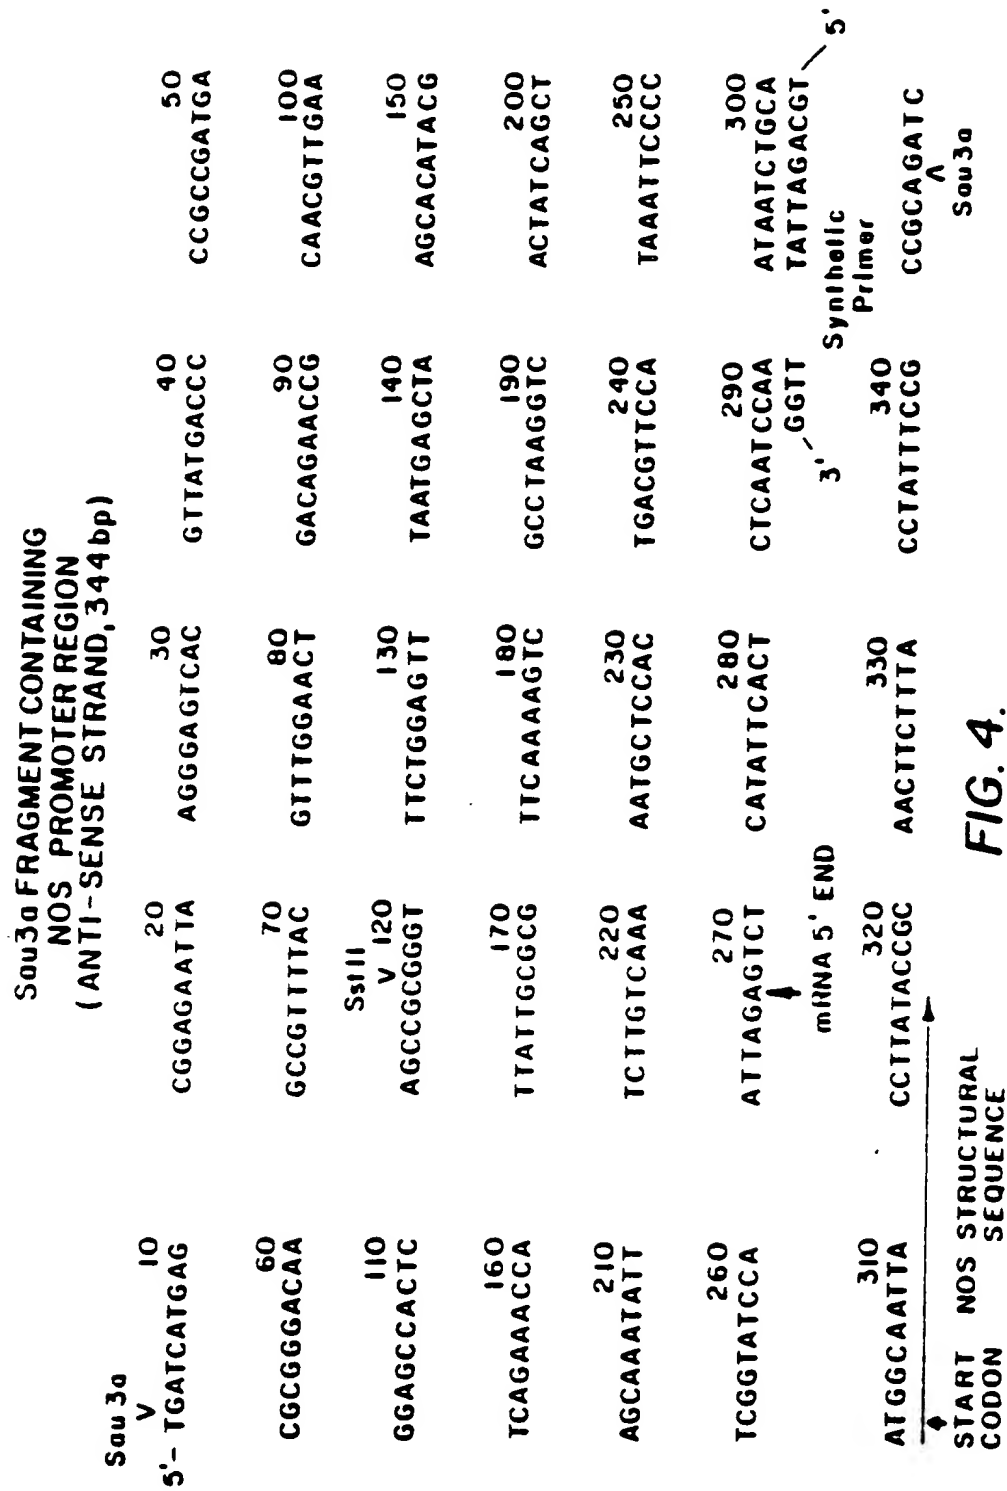 Sau3a FRAGMENT CONTAINING
NOS PROMOTER REGION
(ANTI-SENSE STRAND, 344bp)
Sau 3a
V 10 20 30 40 50
5'- TGATCATGAG CGGAGAATTA AGGGAGTCAC GTTATGACCC CCGCCGATGA
60 70 80 90 100
CGCGGGACAA GCCGTTTTAC GTTTGGAACT GACAGAACCG CAACGTTGAA
SstII
110 V 120 130 140 150
GGAGCCACTC AGCCGCGGGT TTCTGGAGTT TAATGAGCTA AGCACATACG
160 170 180 190 200
TCAGAAACCA TTATTGCGCG TTCAAAAGTC GCCTAAGGTC ACTATCAGCT
210 220 230 240 250
AGCAAATATT TCTTGTCAAA AATGCTCCAC TGACGTTCCA TAAATTCCCC
260 270 280 290 300
TCGGTATCCA ATTAGAGTCT CATATTCACT CTCAATCCAA ATAATCTGCA
GGTT TATTAGACGT
3' 5'
mRNA 5' END
Synthetic
Primer
310 320 330 340
ATGGCAATTA CCTTATACCGC AACTTCTTTA CCTATTTCCG CCGCAGATC
Λ
Sau3a
START NOS STRUCTURAL
CODON SEQUENCE
FIG. 4.